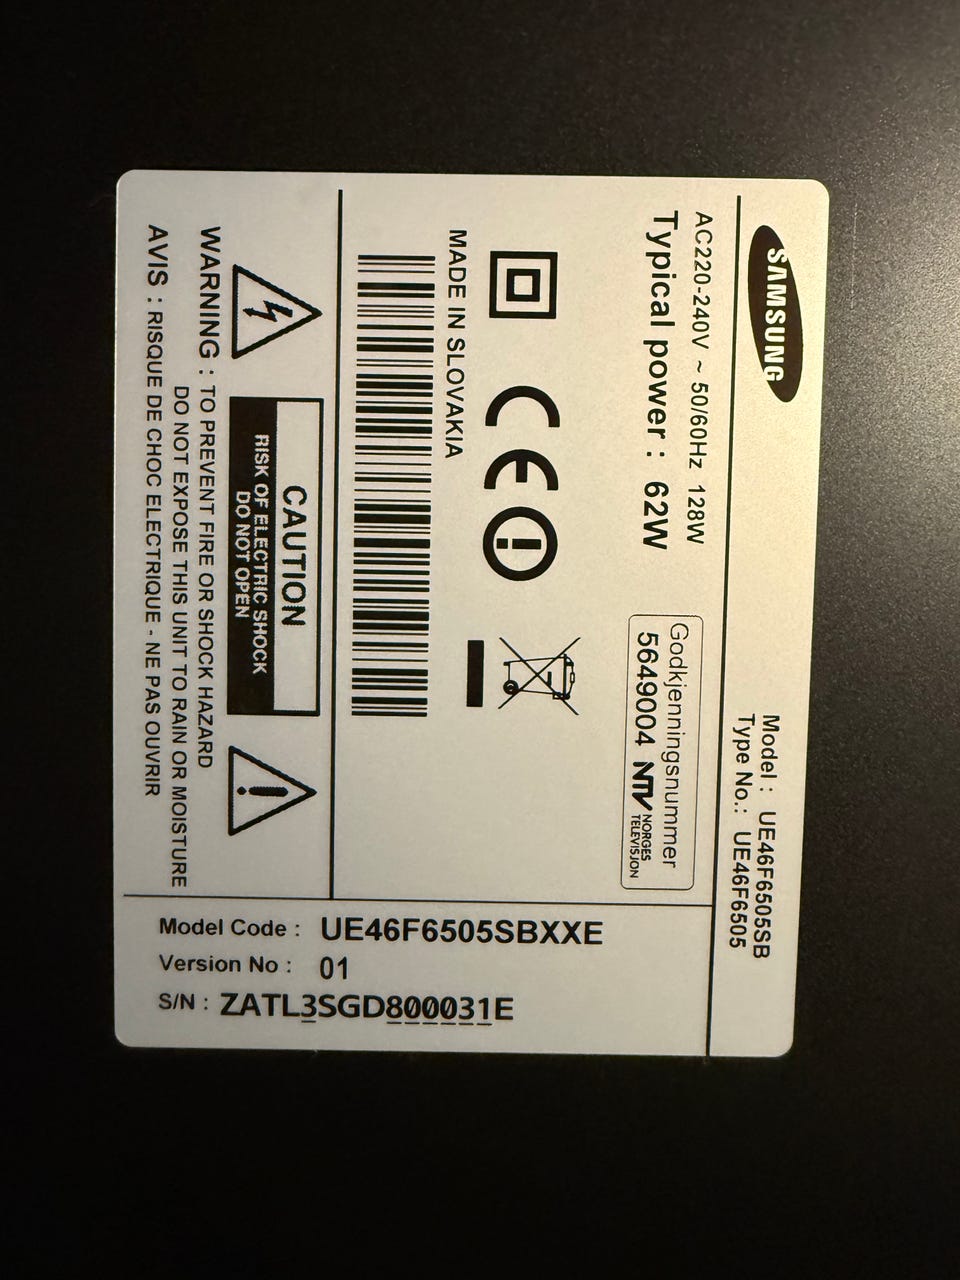 SAMSUNG
Model : UE46F6505SB
Type No.: UE46F6505
AC220-240V ~ 50/60Hz 128W
Typical power : 62W
Godkjenningsnummer
5649004 NTV NORGES
TELEVISJON
CE
MADE IN SLOVAKIA
CAUTION
RISK OF ELECTRIC SHOCK
DO NOT OPEN
WARNING : TO PREVENT FIRE OR SHOCK HAZARD
DO NOT EXPOSE THIS UNIT TO RAIN OR MOISTURE
AVIS : RISQUE DE CHOC ELECTRIQUE - NE PAS OUVRIR
Model Code : UE46F6505SBXXE
Version No : 01
S/N : ZATL3SGD800031E